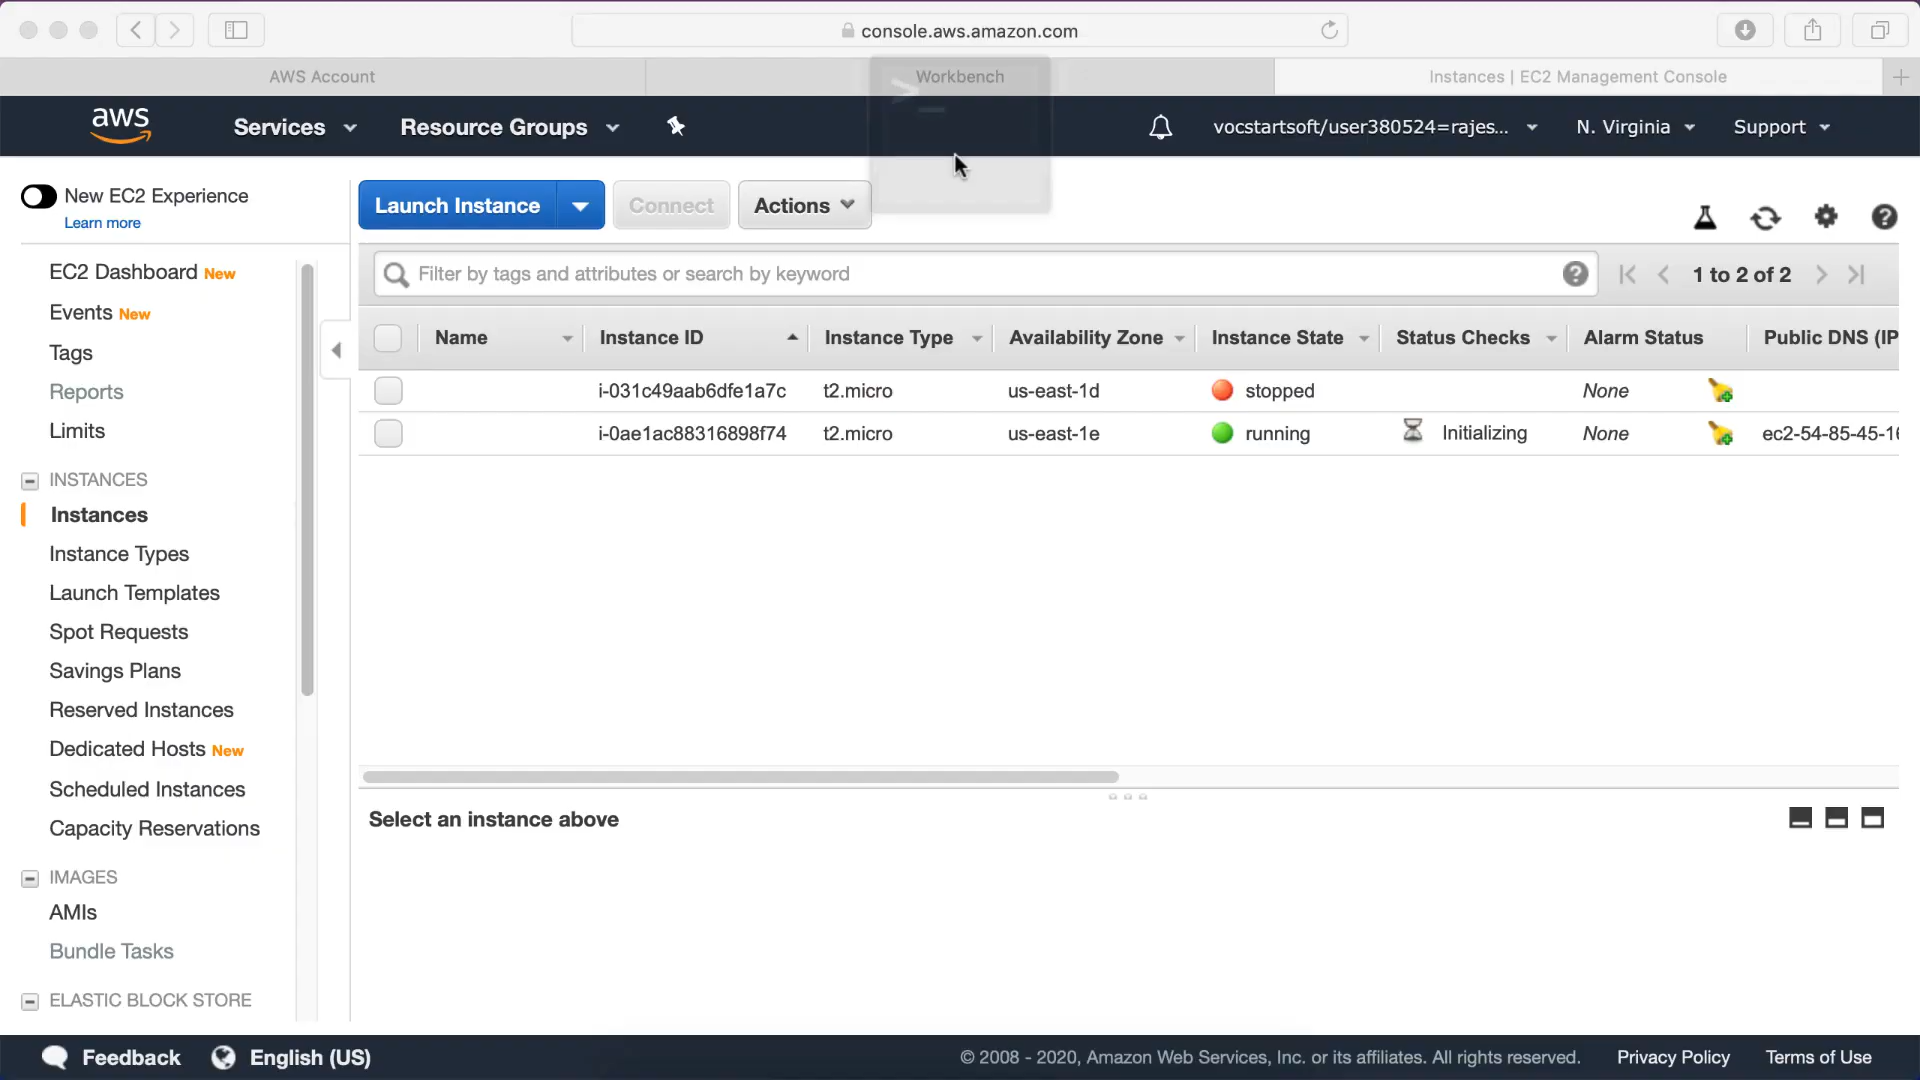 console.aws.amazon.com
AWS Account
Workbench
Instances | EC2 Management Console
aws
Services
Resource Groups
vocstartsoft/user380524=rajes...
N. Virginia
Support
New EC2 Experience
Learn more
Launch Instance
Connect
Actions
EC2 Dashboard New
Events New
Tags
Reports
Limits
INSTANCES
Instances
Instance Types
Launch Templates
Spot Requests
Savings Plans
Reserved Instances
Dedicated Hosts New
Scheduled Instances
Capacity Reservations
IMAGES
AMIs
Bundle Tasks
ELASTIC BLOCK STORE
Filter by tags and attributes or search by keyword
1 to 2 of 2
Name Instance ID Instance Type Availability Zone Instance State Status Checks Alarm Status Public DNS (IP
i-031c49aab6dfe1a7c t2.micro us-east-1d stopped None
i-0ae1ac88316898f74 t2.micro us-east-1e running Initializing None ec2-54-85-45-16
Select an instance above
Feedback
English (US)
© 2008 - 2020, Amazon Web Services, Inc. or its affiliates. All rights reserved.
Privacy Policy
Terms of Use